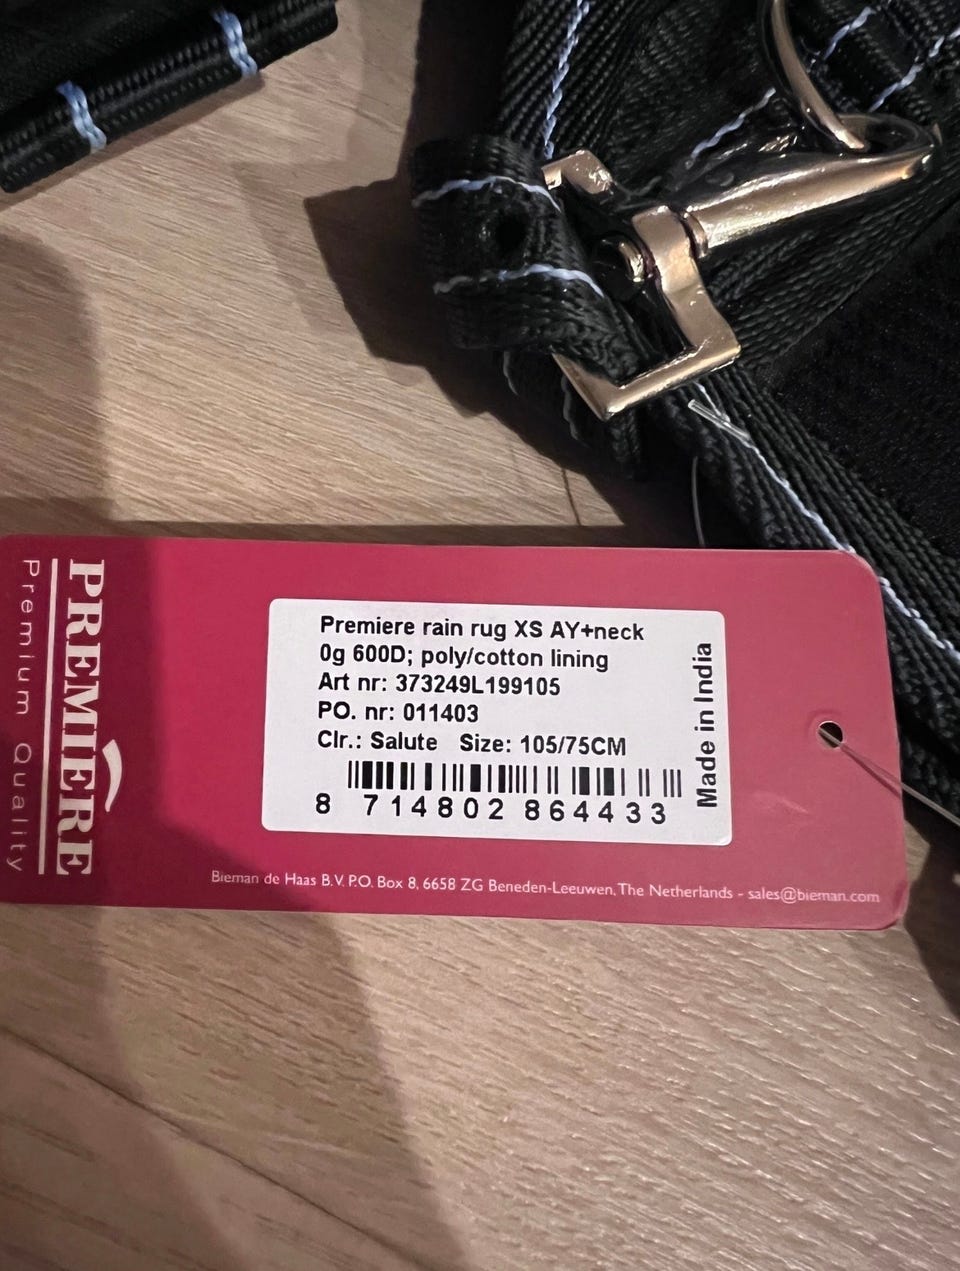 PREMIERE
Premium Quality
Premiere rain rug XS AY+neck
0g 600D; poly/cotton lining
Art nr: 373249L199105
PO. nr: 011403
Clr.: Salute Size: 105/75CM
8 714802 864433
Made in India
Bieman de Haas B.V. P.O. Box 8, 6658 ZG Beneden-Leeuwen, The Netherlands - sales@bieman.com